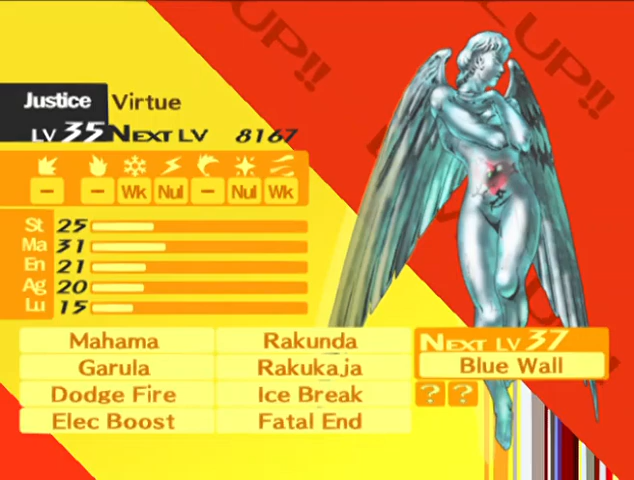 UP!!
L UP!!
Justice Virtue
LV 35 NEXT LV 8167
– – Wk Nul – Nul Wk
St 25
Ma 31
En 21
Ag 20
Lu 15
Mahama Rakunda
Garula Rakukaja
Dodge Fire Ice Break
Elec Boost Fatal End
NEXT LV 37
Blue Wall
? ?